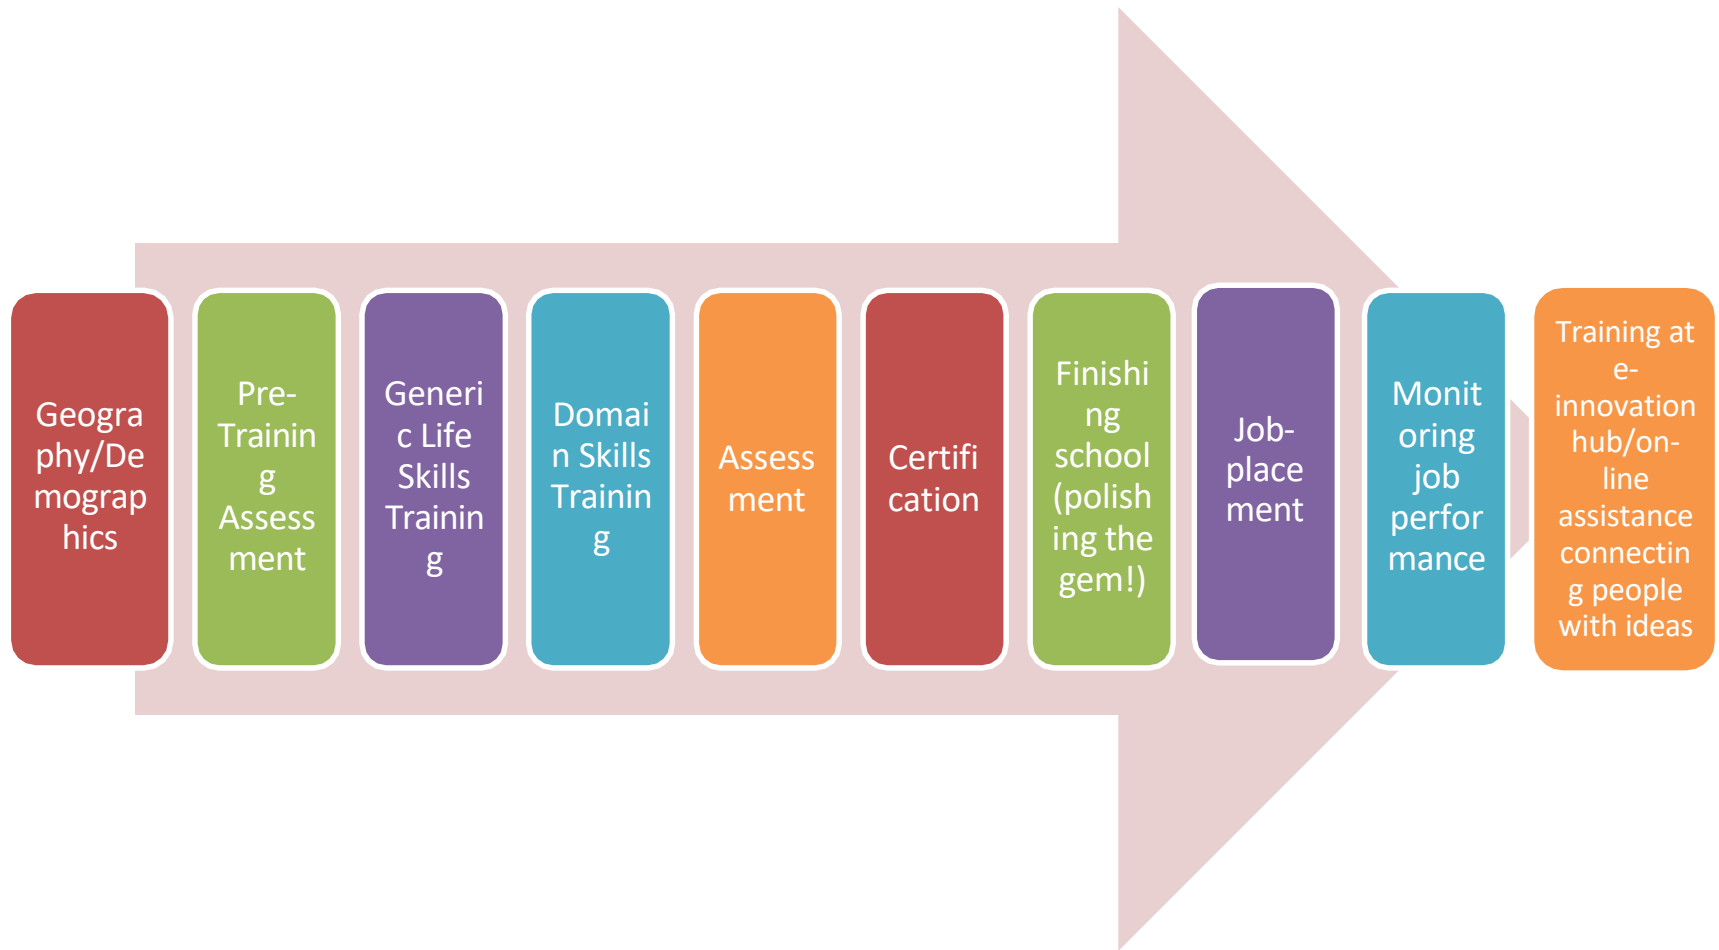 Geogra
phy/De
mograp
hics
Pre-
Trainin
g
Assess
ment
Generi
c Life
Skills
Trainin
g
Domai
n Skills
Trainin
g
Assess
ment
Certifi
cation
Finishi
ng
school
(polish
ing the
gem!)
Job-
place
ment
Monit
oring
job
perfor
mance
Training at
e-
innovation
hub/on-
line
assistance
connectin
g people
with ideas